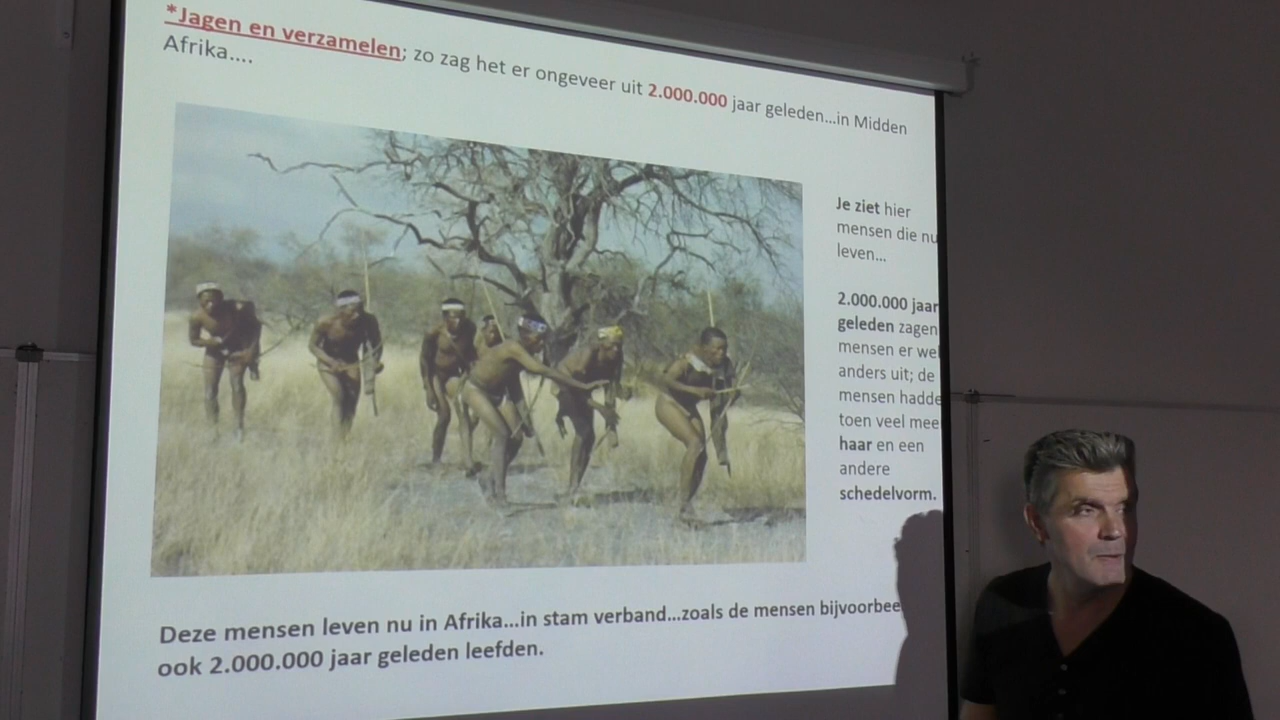 *Jagen en verzamelen; zo zag het er ongeveer uit 2.000.000 jaar geleden...in Midden
Afrika....
Je ziet hier
mensen die nu
leven...
2.000.000 jaar
geleden zagen
mensen er wel
anders uit; de
mensen hadde
toen veel mee
haar en een
andere
schedelvorm.
Deze mensen leven nu in Afrika...in stam verband...zoals de mensen bijvoorbee
ook 2.000.000 jaar geleden leefden.